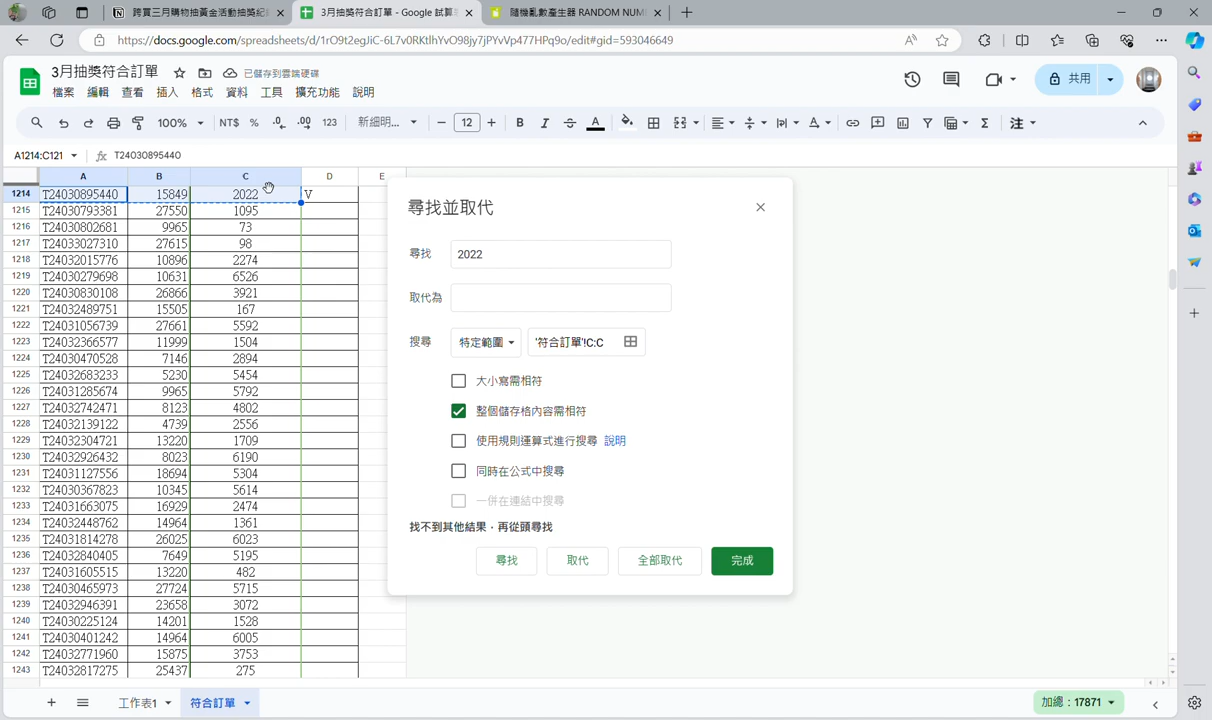 跨買三月購物抽黃金活動抽獎紀錄
3月抽獎符合訂單 - Google 試算
隨機亂數產生器 RANDOM NUM
https://docs.google.com/spreadsheets/d/1rO9t2egJiC-6L7v0RKtlhYvO98jy7jPYvVp477HPq9o/edit#gid=593046649
3月抽獎符合訂單 已儲存到雲端硬碟
檔案 編輯 查看 插入 格式 資料 工具 擴充功能 說明
共用
100% NT$ % .0 .00 123 新細明... 12 B I A 注
A1214:C121 fx T24030895440
A B C D E
1214 T24030895440 15849 2022 V
1215 T24030793381 27550 1095
1216 T24030802681 9965 73
1217 T24033027310 27615 98
1218 T24032015776 10896 2274
1219 T24030279698 10631 6526
1220 T24030830108 26866 3921
1221 T24032489751 15505 167
1222 T24031056739 27661 5592
1223 T24032366577 11999 1504
1224 T24030470528 7146 2894
1225 T24032683233 5230 5454
1226 T24031285674 9965 5792
1227 T24032742471 8123 4802
1228 T24032139122 4739 2556
1229 T24032304721 13220 1709
1230 T24032926432 8023 6190
1231 T24031127556 18694 5304
1232 T24030367823 10345 5614
1233 T24031663075 16929 2474
1234 T24032448762 14964 1361
1235 T24031814278 26025 6023
1236 T24032840405 7649 5195
1237 T24031605515 13220 482
1238 T24030465973 27724 5715
1239 T24032946391 23658 3072
1240 T24030225124 14201 1528
1241 T24030401242 14964 6005
1242 T24032771960 15875 3753
1243 T24032817275 25437 275
尋找並取代
尋找 2022
取代為
搜尋 特定範圍 '符合訂單'!C:C
大小寫需相符
整個儲存格內容需相符
使用規則運算式進行搜尋 說明
同時在公式中搜尋
一併在連結中搜尋
找不到其他結果，再從頭尋找
尋找 取代 全部取代 完成
工作表1 符合訂單 加總：17871